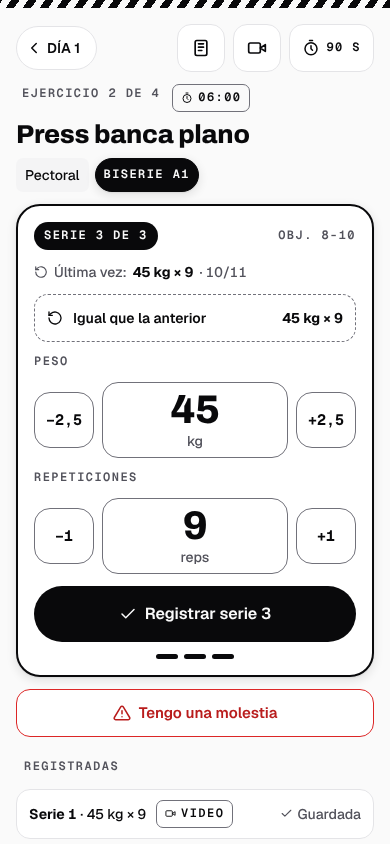 DÍA 1
90 S
EJERCICIO 2 DE 4
06:00
Press banca plano
Pectoral
BISERIE A1
SERIE 3 DE 3
OBJ. 8-10
Última vez: 45 kg × 9 · 10/11
Igual que la anterior
45 kg × 9
PESO
−2,5
45
kg
+2,5
REPETICIONES
−1
9
reps
+1
Registrar serie 3
Tengo una molestia
REGISTRADAS
Serie 1 · 45 kg × 9
VIDEO
Guardada